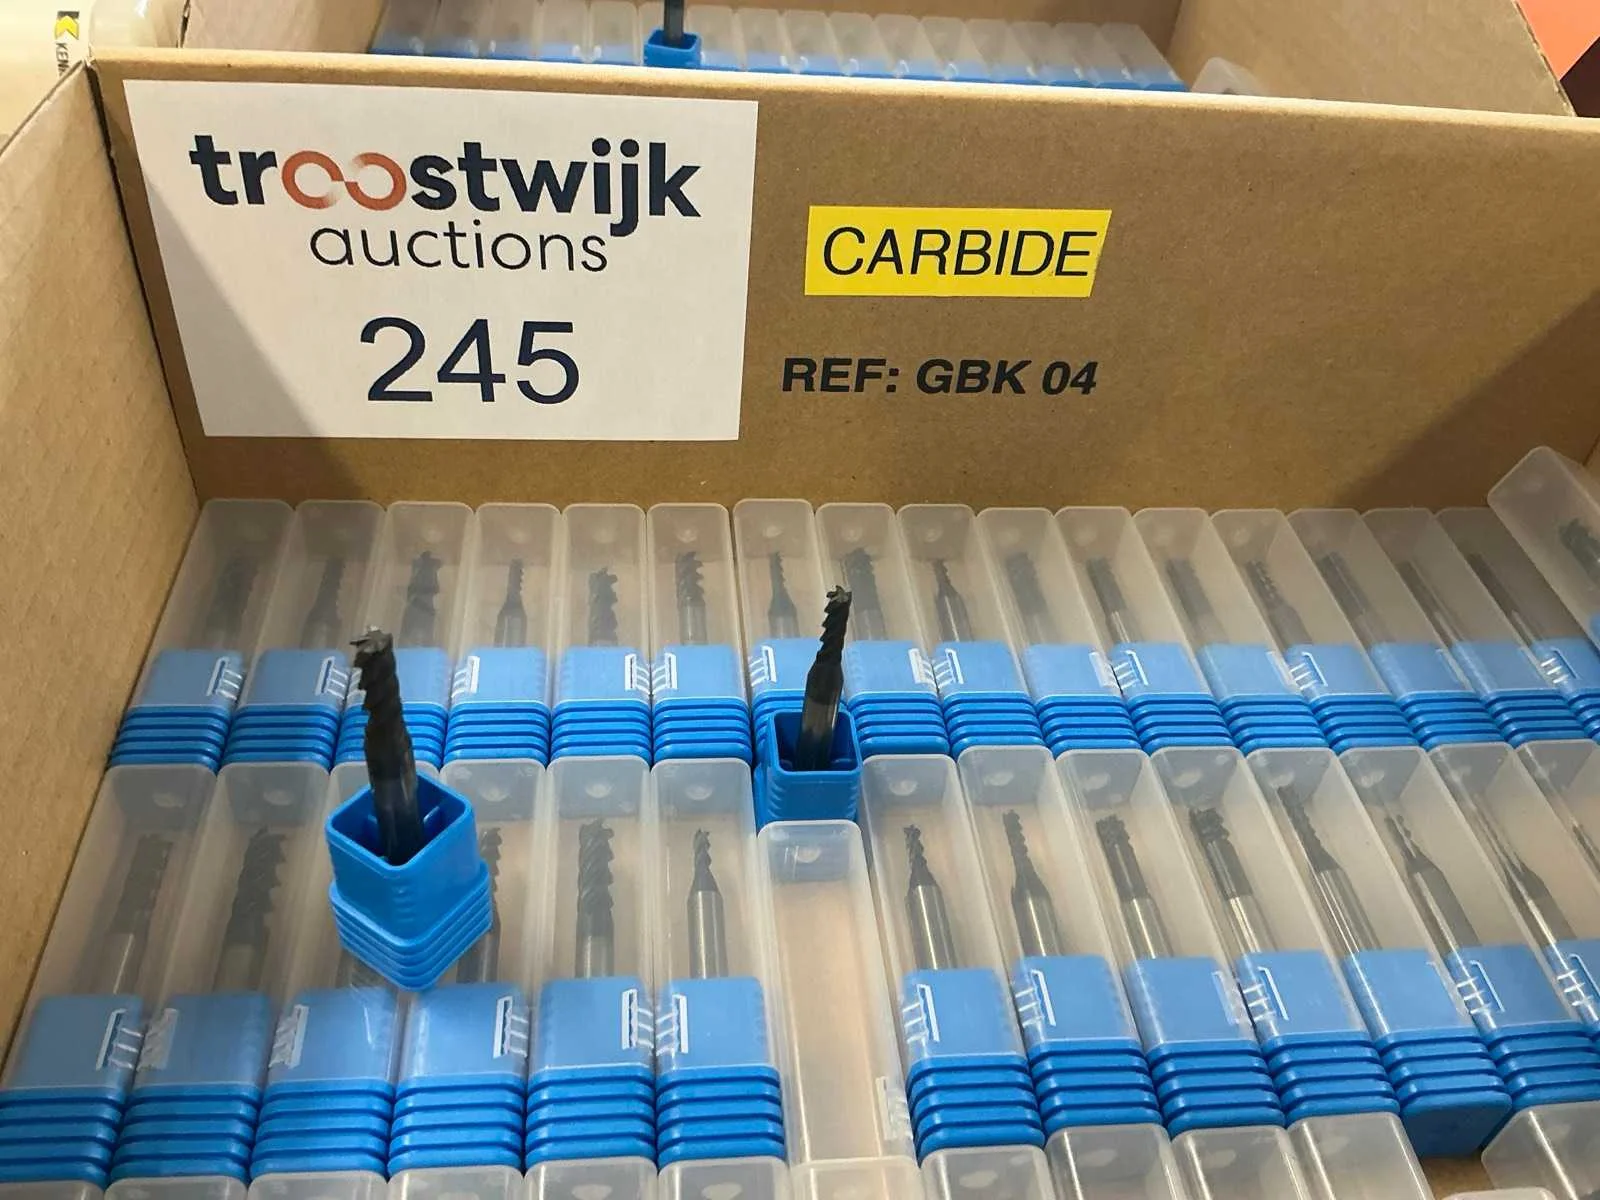 troostwijk
auctions
245
CARBIDE
REF: GBK 04